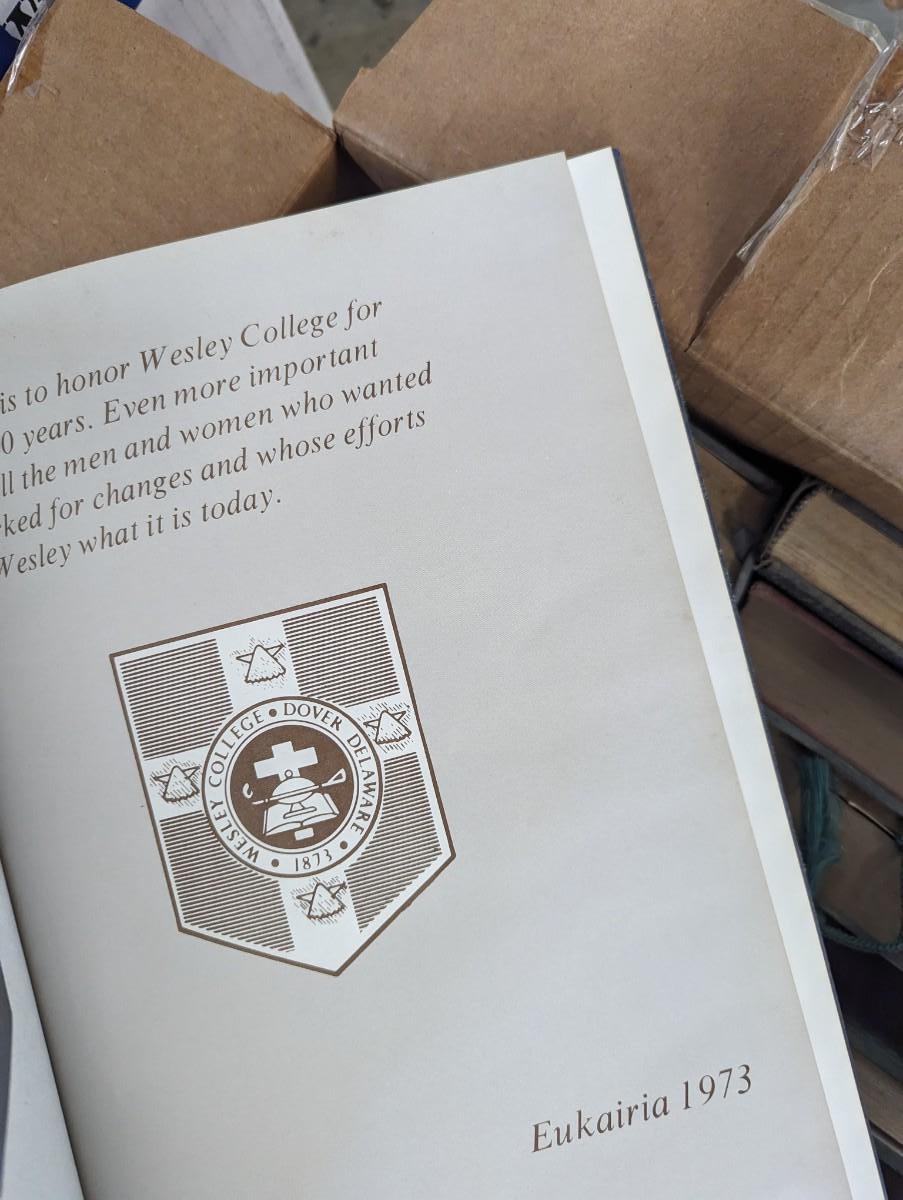 is to honor Wesley College for
0 years. Even more important
ll the men and women who wanted
ked for changes and whose efforts
Wesley what it is today.
WESLEY COLLEGE • DOVER DELAWARE • 1873 •
Eukairia 1973